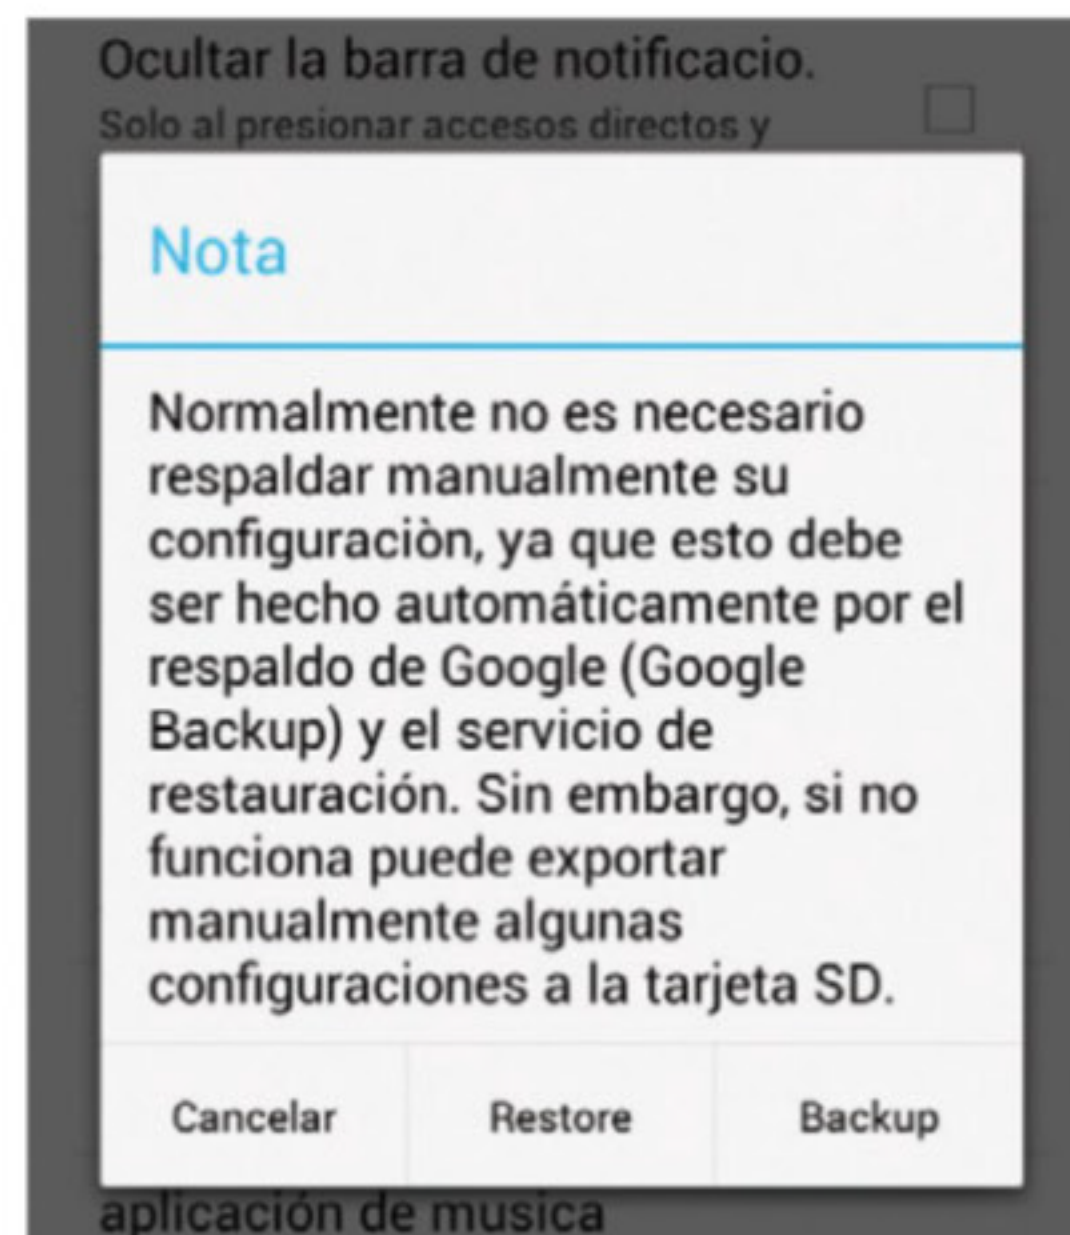 Ocultar la barra de notificacio.
Solo al presionar accesos directos y
Nota
Normalmente no es necesario
respaldar manualmente su
configuraciòn, ya que esto debe
ser hecho automáticamente por el
respaldo de Google (Google
Backup) y el servicio de
restauración. Sin embargo, si no
funciona puede exportar
manualmente algunas
configuraciones a la tarjeta SD.
Cancelar
Restore
Backup
aplicación de musica